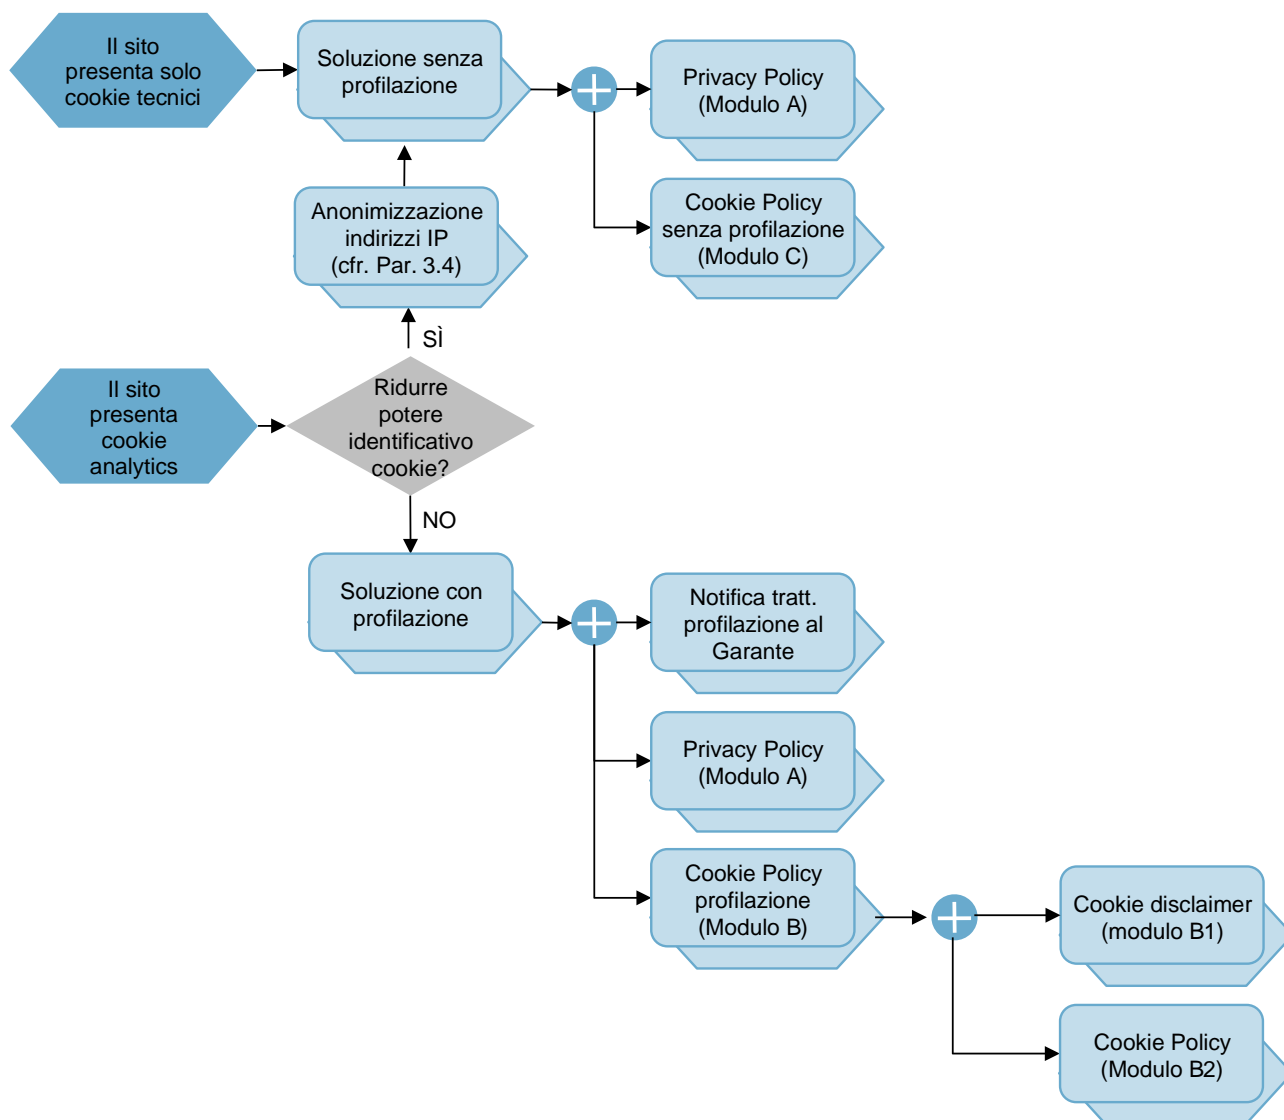 Il sito
presenta solo
cookie tecnici
Soluzione senza
profilazione
Privacy Policy
(Modulo A)
Cookie Policy
senza profilazione
(Modulo C)
Anonimizzazione
indirizzi IP
(cfr. Par. 3.4)
SÌ
Il sito
presenta
cookie
analytics
Ridurre
potere
identificativo
cookie?
NO
Soluzione con
profilazione
Notifica tratt.
profilazione al
Garante
Privacy Policy
(Modulo A)
Cookie Policy
profilazione
(Modulo B)
Cookie disclaimer
(modulo B1)
Cookie Policy
(Modulo B2)